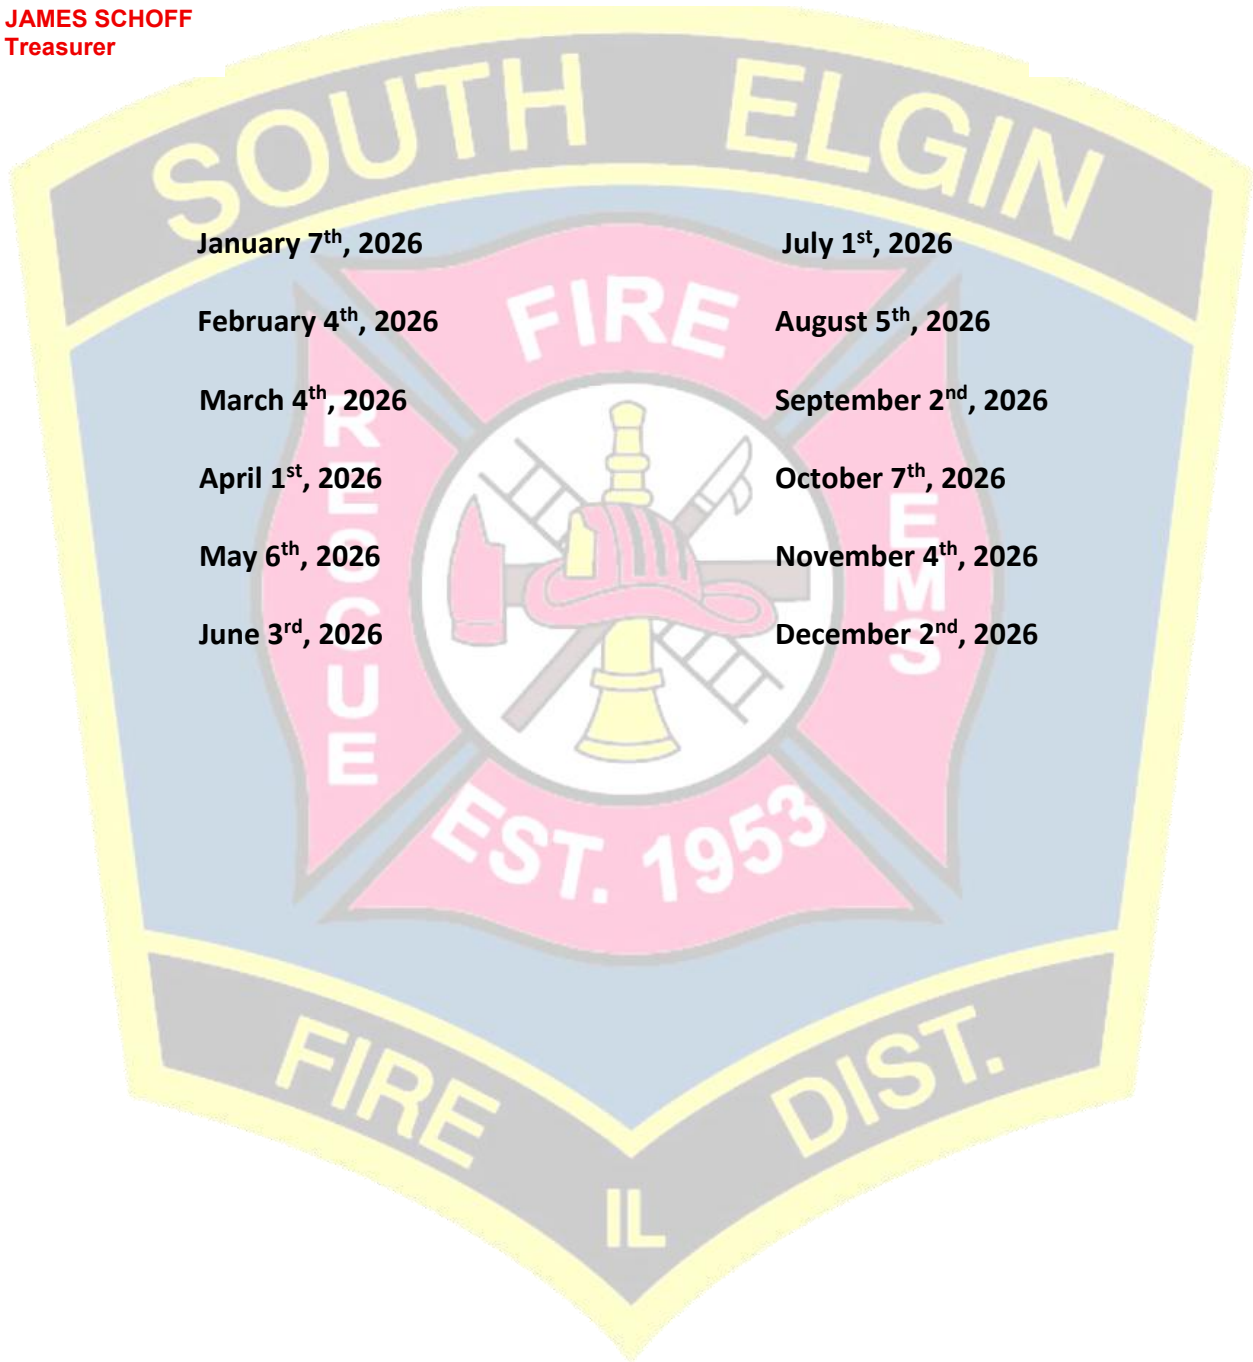 JAMES SCHOFF
Treasurer
SOUTH ELGIN
January 7th, 2026
July 1st, 2026
FIRE
February 4th, 2026
August 5th, 2026
March 4th, 2026
September 2nd, 2026
April 1st, 2026
October 7th, 2026
May 6th, 2026
November 4th, 2026
June 3rd, 2026
December 2nd, 2026
RESCUE
EMS
EST. 1953
FIRE DIST.
IL